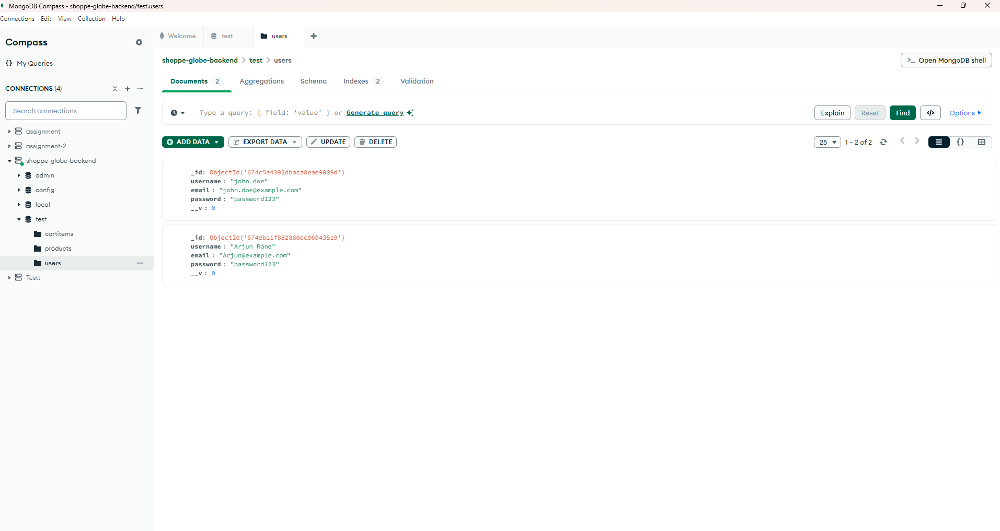 MongoDB Compass - shoppe-globe-backend/test.users
Connections Edit View Collection Help
Compass
My Queries
CONNECTIONS (4)
Search connections
assignment
assignment-2
shoppe-globe-backend
admin
config
local
test
cartitems
products
users
Testt
Welcome test users
shoppe-globe-backend > test > users
>_ Open MongoDB shell
Documents 2 Aggregations Schema Indexes 2 Validation
Type a query: { field: 'value' } or Generate query
Explain Reset Find </> Options
ADD DATA EXPORT DATA UPDATE DELETE
25 1 – 2 of 2 {}
_id: ObjectId('674c5a4392dbaca8eae9009d')
username : "john_doe"
email : "john.doe@example.com"
password : "password123"
__v : 0
_id: ObjectId('674db11f882880dc96943519')
username : "Arjun Rane"
email : "Arjun@example.com"
password : "password123"
__v : 0